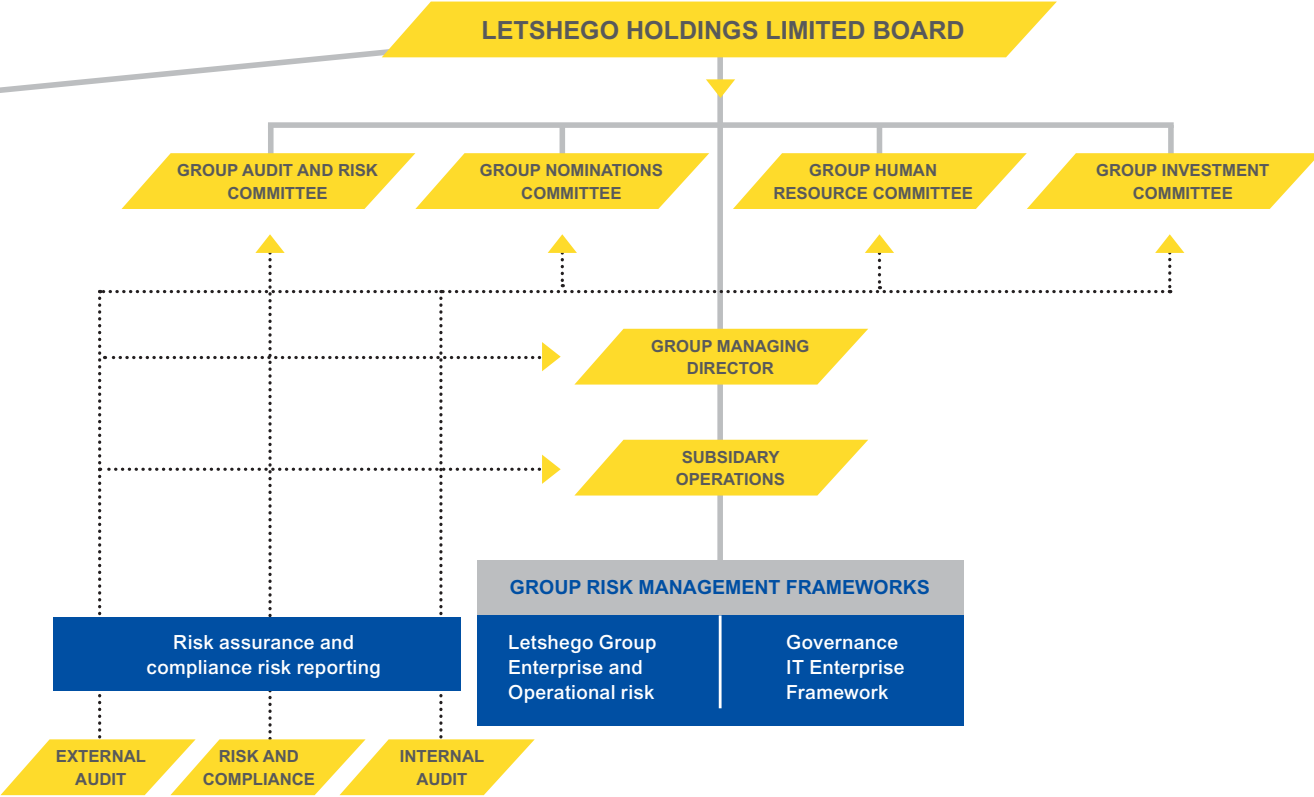 LETSHEGO HOLDINGS LIMITED BOARD
GROUP AUDIT AND RISK
COMMITTEE
GROUP NOMINATIONS
COMMITTEE
GROUP HUMAN
RESOURCE COMMITTEE
GROUP INVESTMENT
COMMITTEE
GROUP MANAGING
DIRECTOR
SUBSIDARY
OPERATIONS
GROUP RISK MANAGEMENT FRAMEWORKS
Letshego Group
Enterprise and
Operational risk
Governance
IT Enterprise
Framework
Risk assurance and
compliance risk reporting
EXTERNAL
AUDIT
RISK AND
COMPLIANCE
INTERNAL
AUDIT